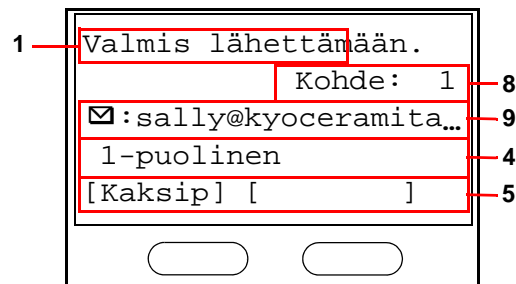 1
Valmis lähettämään.
Kohde: 1
8
:sally@kyoceramita…
9
1-puolinen
4
[Kaksip] [ ]
5